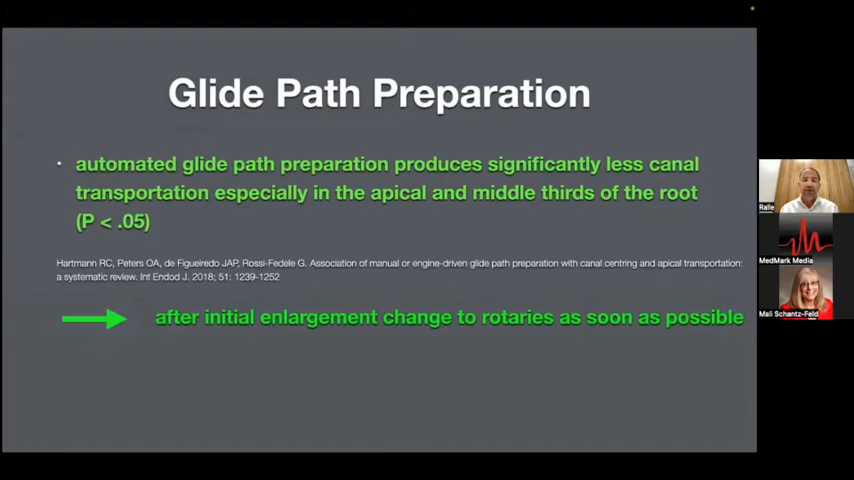 Glide Path Preparation
• automated glide path preparation produces significantly less canal
transportation especially in the apical and middle thirds of the root
(P < .05)
Hartmann RC, Peters OA, de Figueiredo JAP, Rossi-Fedele G. Association of manual or engine-driven glide path preparation with canal centring and apical transportation:
a systematic review. Int Endod J. 2018; 51: 1239-1252
after initial enlargement change to rotaries as soon as possible
Ralle
MedMark Media
Mali Schantz-Feld